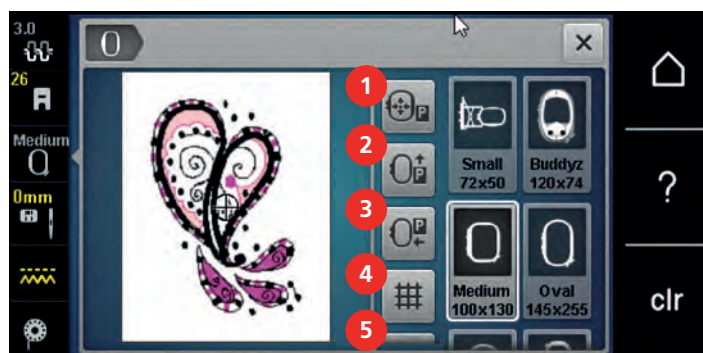 3.0
26
Medium
0mm
1
2
3
4
5
P
P
P
Small
72x50
Buddyz
120x74
Medium
100x130
Oval
145x255
?
clr